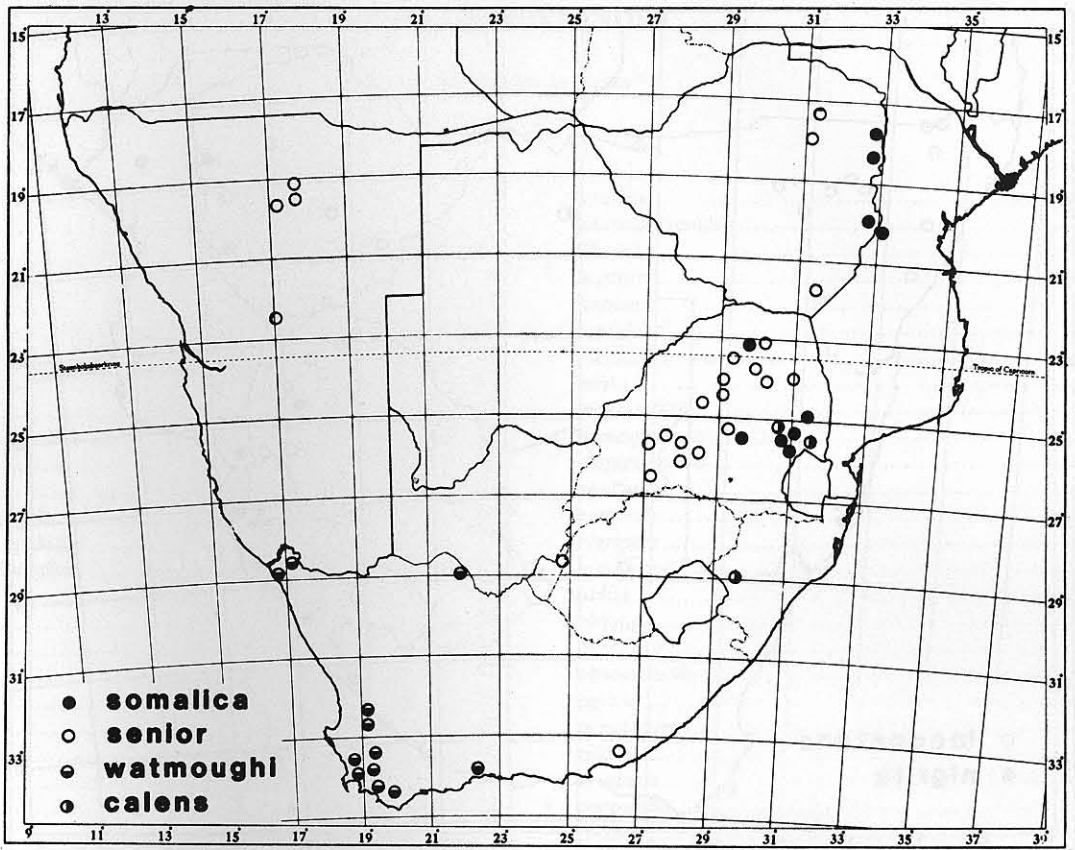 13 15 17 19 21 23 25 27 29 31 33 35
15 15
17 17
19 19
21 21
23 Tropic of Capricorn 23
25 25
27 27
29 29
31 31
33 33
somalica
senior
watmoughi
calens
9 11 13 15 17 19 21 23 25 27 29 31 33 35 37 39